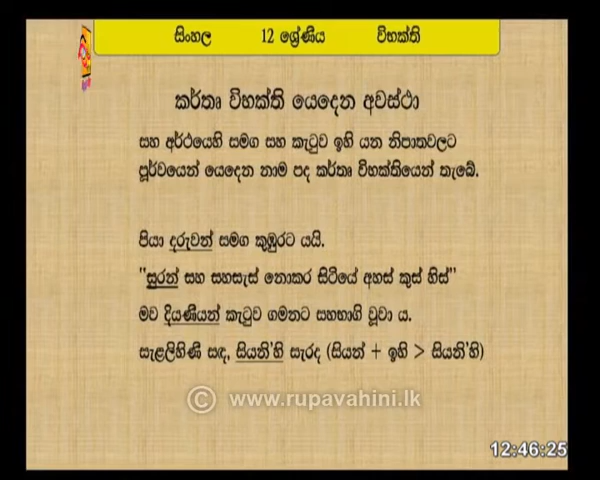 සිංහල 12 ශ්‍රේණිය විභක්ති
කර්තෘ විභක්ති යෙදෙන අවස්ථා
සහ අර්ථයෙහි සමග සහ කැටුව ඉහි යන නිපාතවලට
පූර්වයෙන් යෙදෙන නාම පද කර්තෘ විභක්තියෙන් තැබේ.
පියා දරුවන් සමග කුඹුරට යයි.
"සුරන් සහ සහසැස් නොකර සිටියේ අහස් කුස් හිස්"
මව දියණියන් කැටුව ගමනට සහභාගි වූවා ය.
සැළලිහිණි සඳ, සියනි'හි සැරද (සියන් + ඉහි > සියනි'හි)
© www.rupavahini.lk
12:46:25